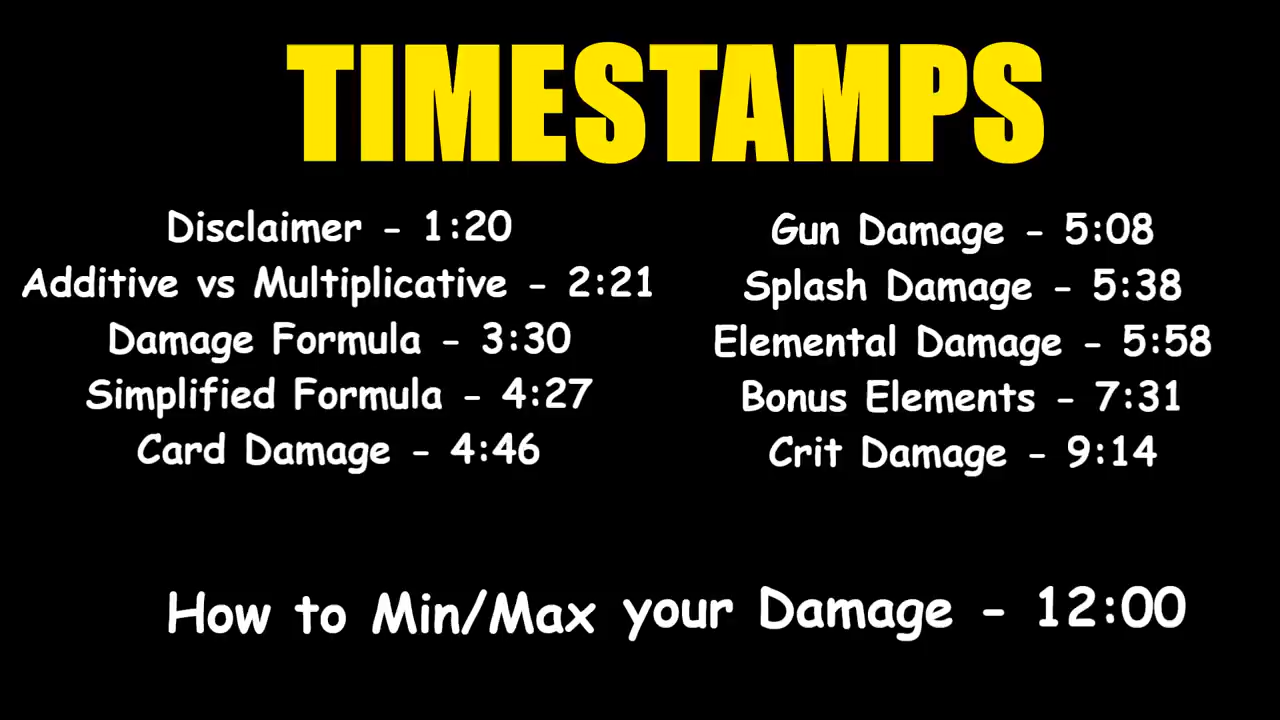 TIMESTAMPS
Disclaimer - 1:20
Additive vs Multiplicative - 2:21
Damage Formula - 3:30
Simplified Formula - 4:27
Card Damage - 4:46
Gun Damage - 5:08
Splash Damage - 5:38
Elemental Damage - 5:58
Bonus Elements - 7:31
Crit Damage - 9:14
How to Min/Max your Damage - 12:00